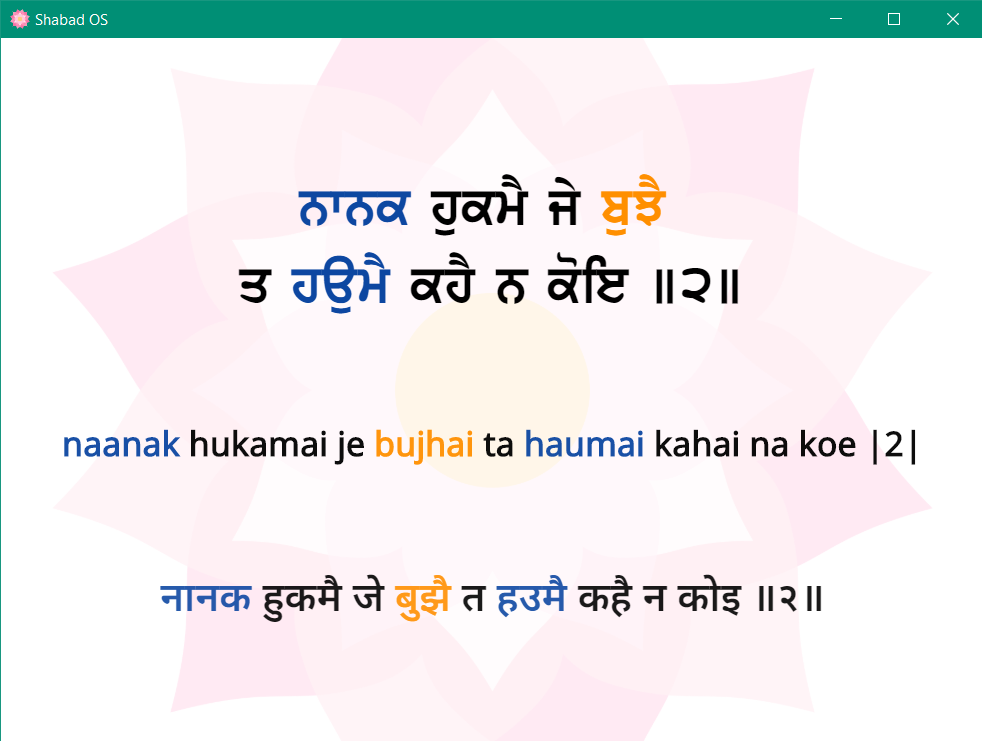 Shabad OS
ਨਾਨਕ ਹੁਕਮੈ ਜੇ ਬੁਝੈ
ਤ ਹਉਮੈ ਕਹੈ ਨ ਕੋਇ ॥੨॥
naanak hukamai je bujhai ta haumai kahai na koe |2|
नानक हुकमै जे बुझै त हउमै कहै न कोइ ॥२॥